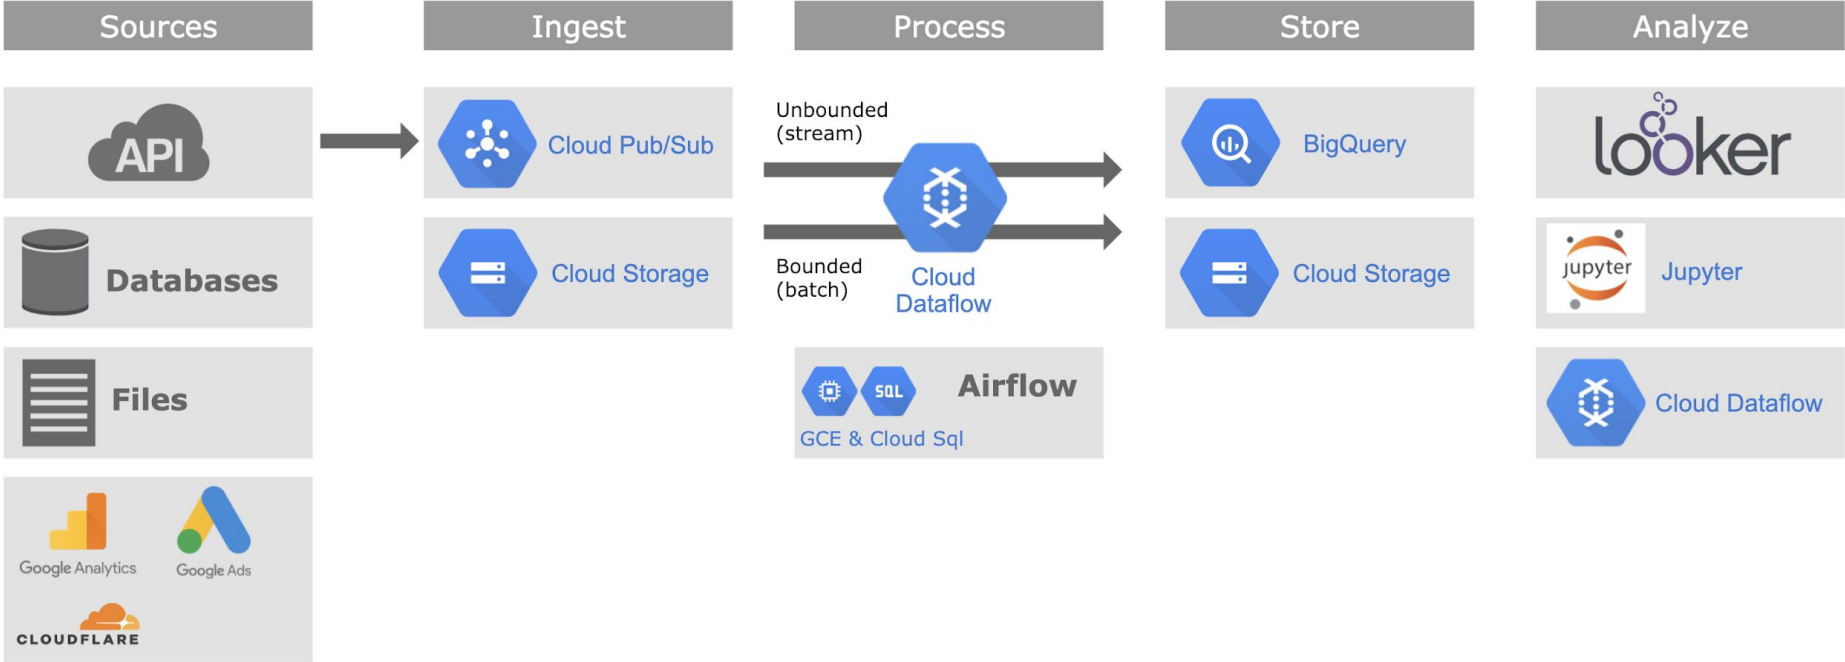 Sources
Ingest
Process
Store
Analyze
API
Databases
Files
Google Analytics
Google Ads
CLOUDFLARE
Cloud Pub/Sub
Cloud Storage
Unbounded
(stream)
Bounded
(batch)
Cloud
Dataflow
SQL
Airflow
GCE & Cloud Sql
BigQuery
Cloud Storage
looker
jupyter
Jupyter
Cloud Dataflow